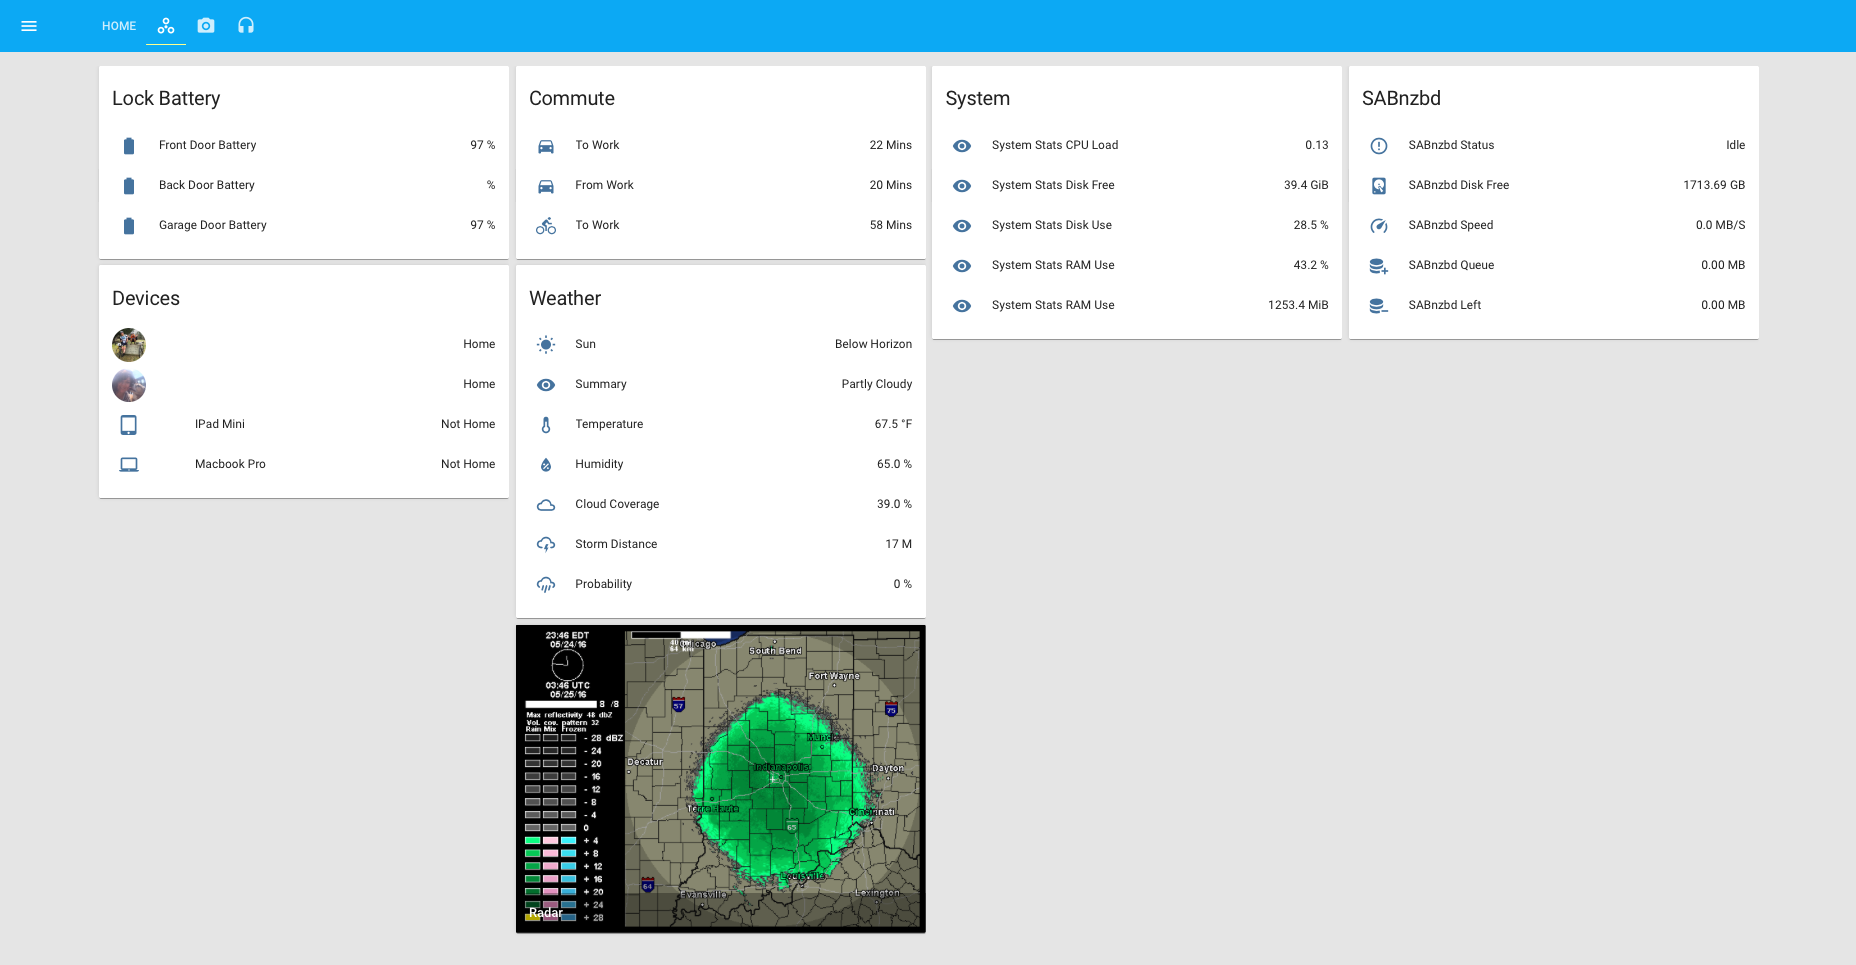 HOME
Lock Battery
Front Door Battery 97 %
Back Door Battery %
Garage Door Battery 97 %
Devices
Home
Home
IPad Mini Not Home
Macbook Pro Not Home
Commute
To Work 22 Mins
From Work 20 Mins
To Work 58 Mins
Weather
Sun Below Horizon
Summary Partly Cloudy
Temperature 67.5 °F
Humidity 65.0 %
Cloud Coverage 39.0 %
Storm Distance 17 M
Probability 0 %
23:46 EDT
05/24/16
03:46 UTC
05/25/16
8 /8
Max reflectivity 48 dbZ
Vol. cov. pattern 32
Rain Mix Frozen
- 28 dBZ
- 24
- 20
- 16
- 12
- 8
- 4
0
+ 4
+ 8
+ 12
+ 16
+ 20
+ 24
+ 28
Radar
Chicago
South Bend
Fort Wayne
57
75
Muncie
Decatur
Indianapolis
Dayton
Terre Haute
Cincinnati
65
Louisville
64
Evansville
Lexington
System
System Stats CPU Load 0.13
System Stats Disk Free 39.4 GiB
System Stats Disk Use 28.5 %
System Stats RAM Use 43.2 %
System Stats RAM Use 1253.4 MiB
SABnzbd
SABnzbd Status Idle
SABnzbd Disk Free 1713.69 GB
SABnzbd Speed 0.0 MB/S
SABnzbd Queue 0.00 MB
SABnzbd Left 0.00 MB